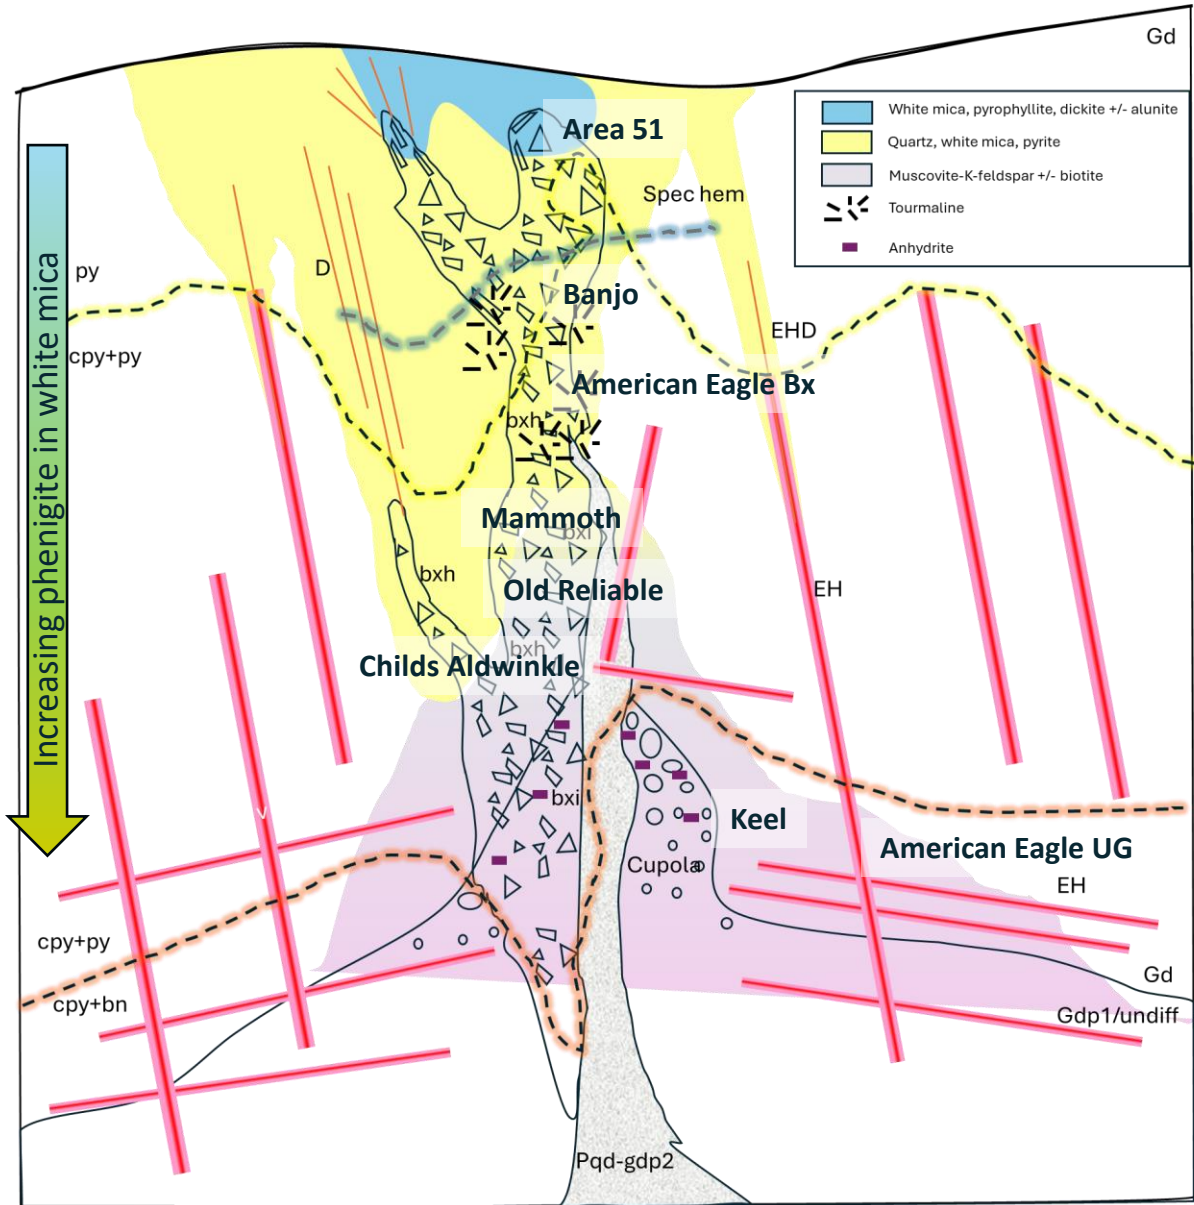 Gd
White mica, pyrophyllite, dickite +/- alunite
Quartz, white mica, pyrite
Muscovite-K-feldspar +/- biotite
Tourmaline
Anhydrite
Area 51
Spec hem
Increasing phenigite in white mica
py
D
Banjo
EHD
cpy+py
American Eagle Bx
bxh
Mammoth
bxi
bxh
Old Reliable
EH
bxh
Childs Aldwinkle
bxi
Keel
American Eagle UG
Cupola
EH
cpy+py
Gd
cpy+bn
Gdp1/undiff
Pqd-gdp2